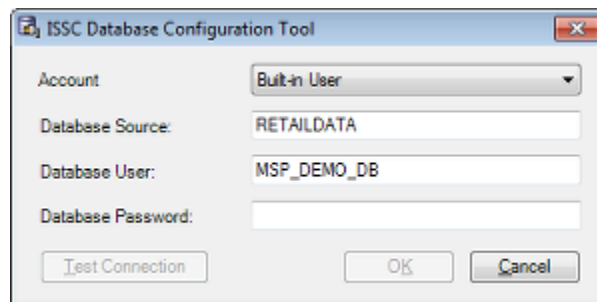 ISSC Database Configuration Tool
Account Built-in User
Database Source: RETAILDATA
Database User: MSP_DEMO_DB
Database Password:
Test Connection OK Cancel